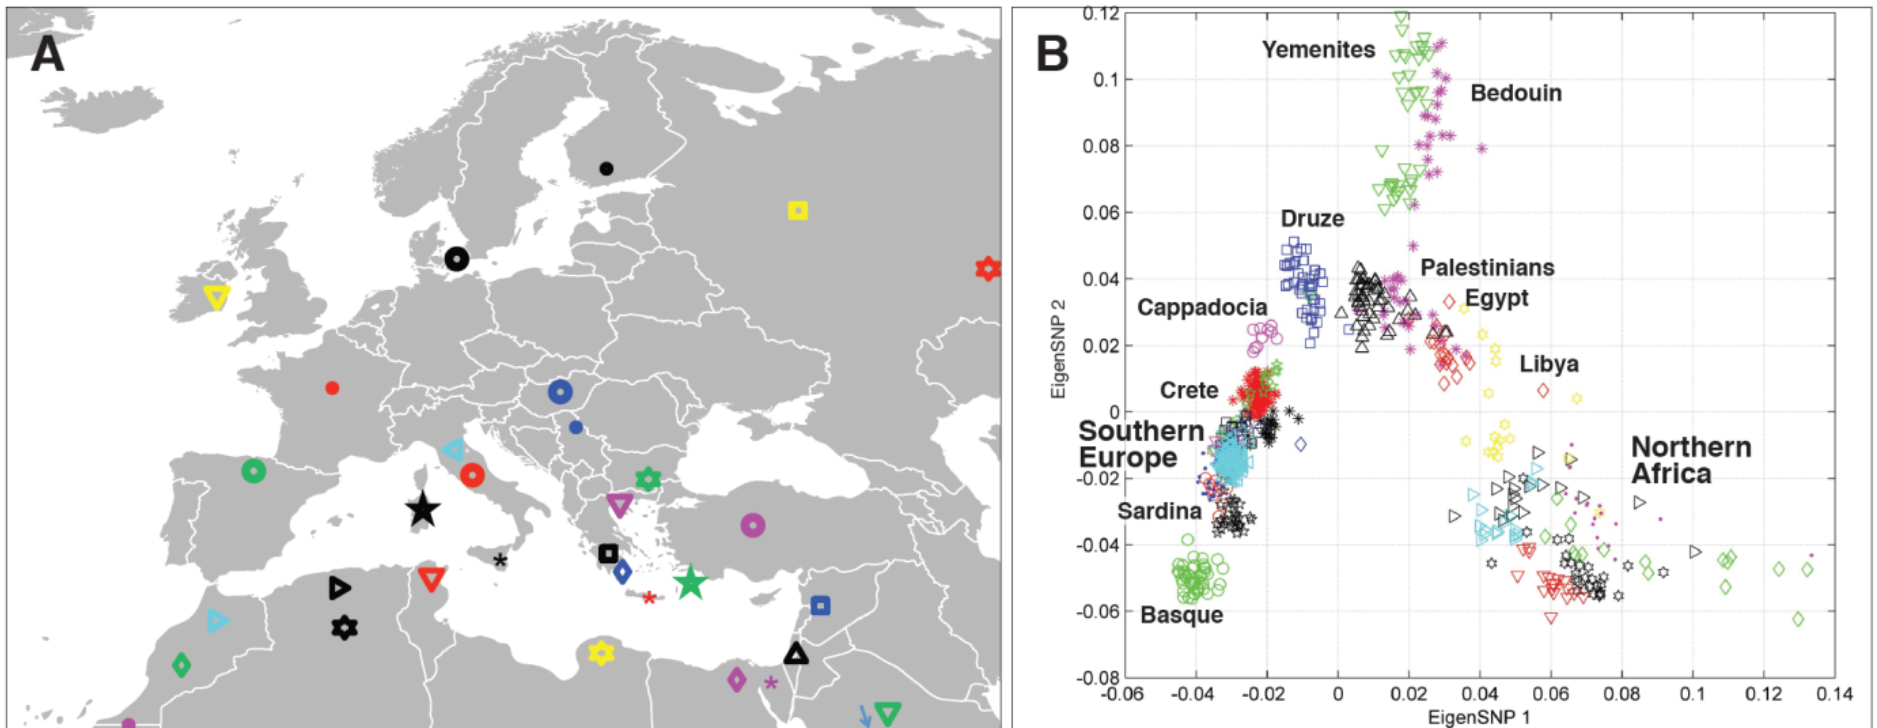 A
B
0.12
0.1
0.08
0.06
0.04
0.02
0
-0.02
-0.04
-0.06
-0.08
EigenSNP 2
Yemenites
Bedouin
Druze
Palestinians
Egypt
Cappadocia
Libya
Crete
Southern
Europe
Northern
Africa
Sardina
Basque
-0.06 -0.04 -0.02 0 0.02 0.04 0.06 0.08 0.1 0.12 0.14
EigenSNP 1